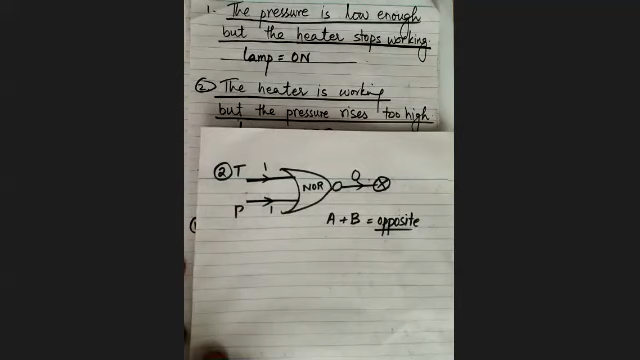 1. The pressure is low enough
but the heater stops working.
lamp = ON
② The heater is working
but the pressure rises too high
② T 1
NOR
0
P 1
A + B = opposite